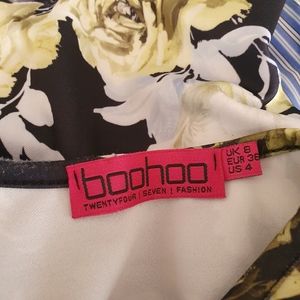 boohoo
TWENTYFOUR | SEVEN | FASHION
UK 8
EUR 36
US 4